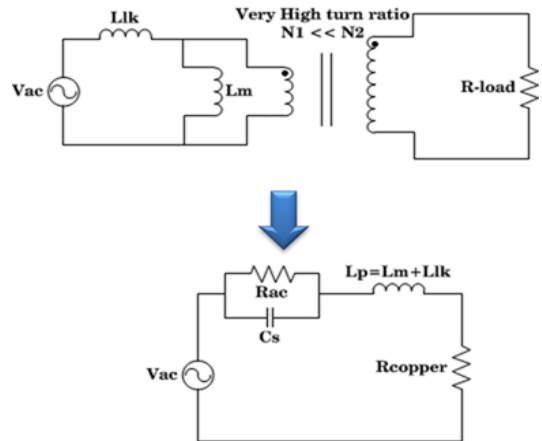 Llk
Very High turn ratio
N1 << N2
Vac
Lm
R-load
Lp=Lm+Llk
Rac
Cs
Vac
Rcopper